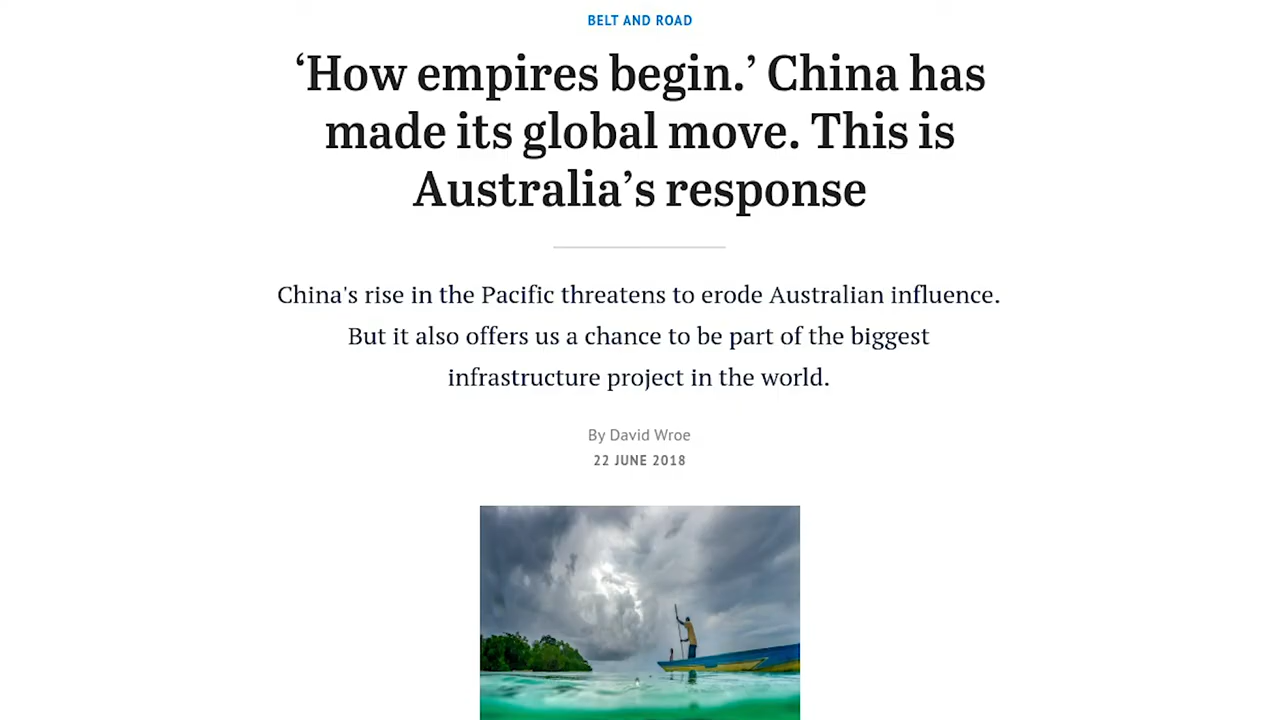 BELT AND ROAD
‘How empires begin.’ China has
made its global move. This is
Australia’s response
China's rise in the Pacific threatens to erode Australian influence.
But it also offers us a chance to be part of the biggest
infrastructure project in the world.
By David Wroe
22 JUNE 2018